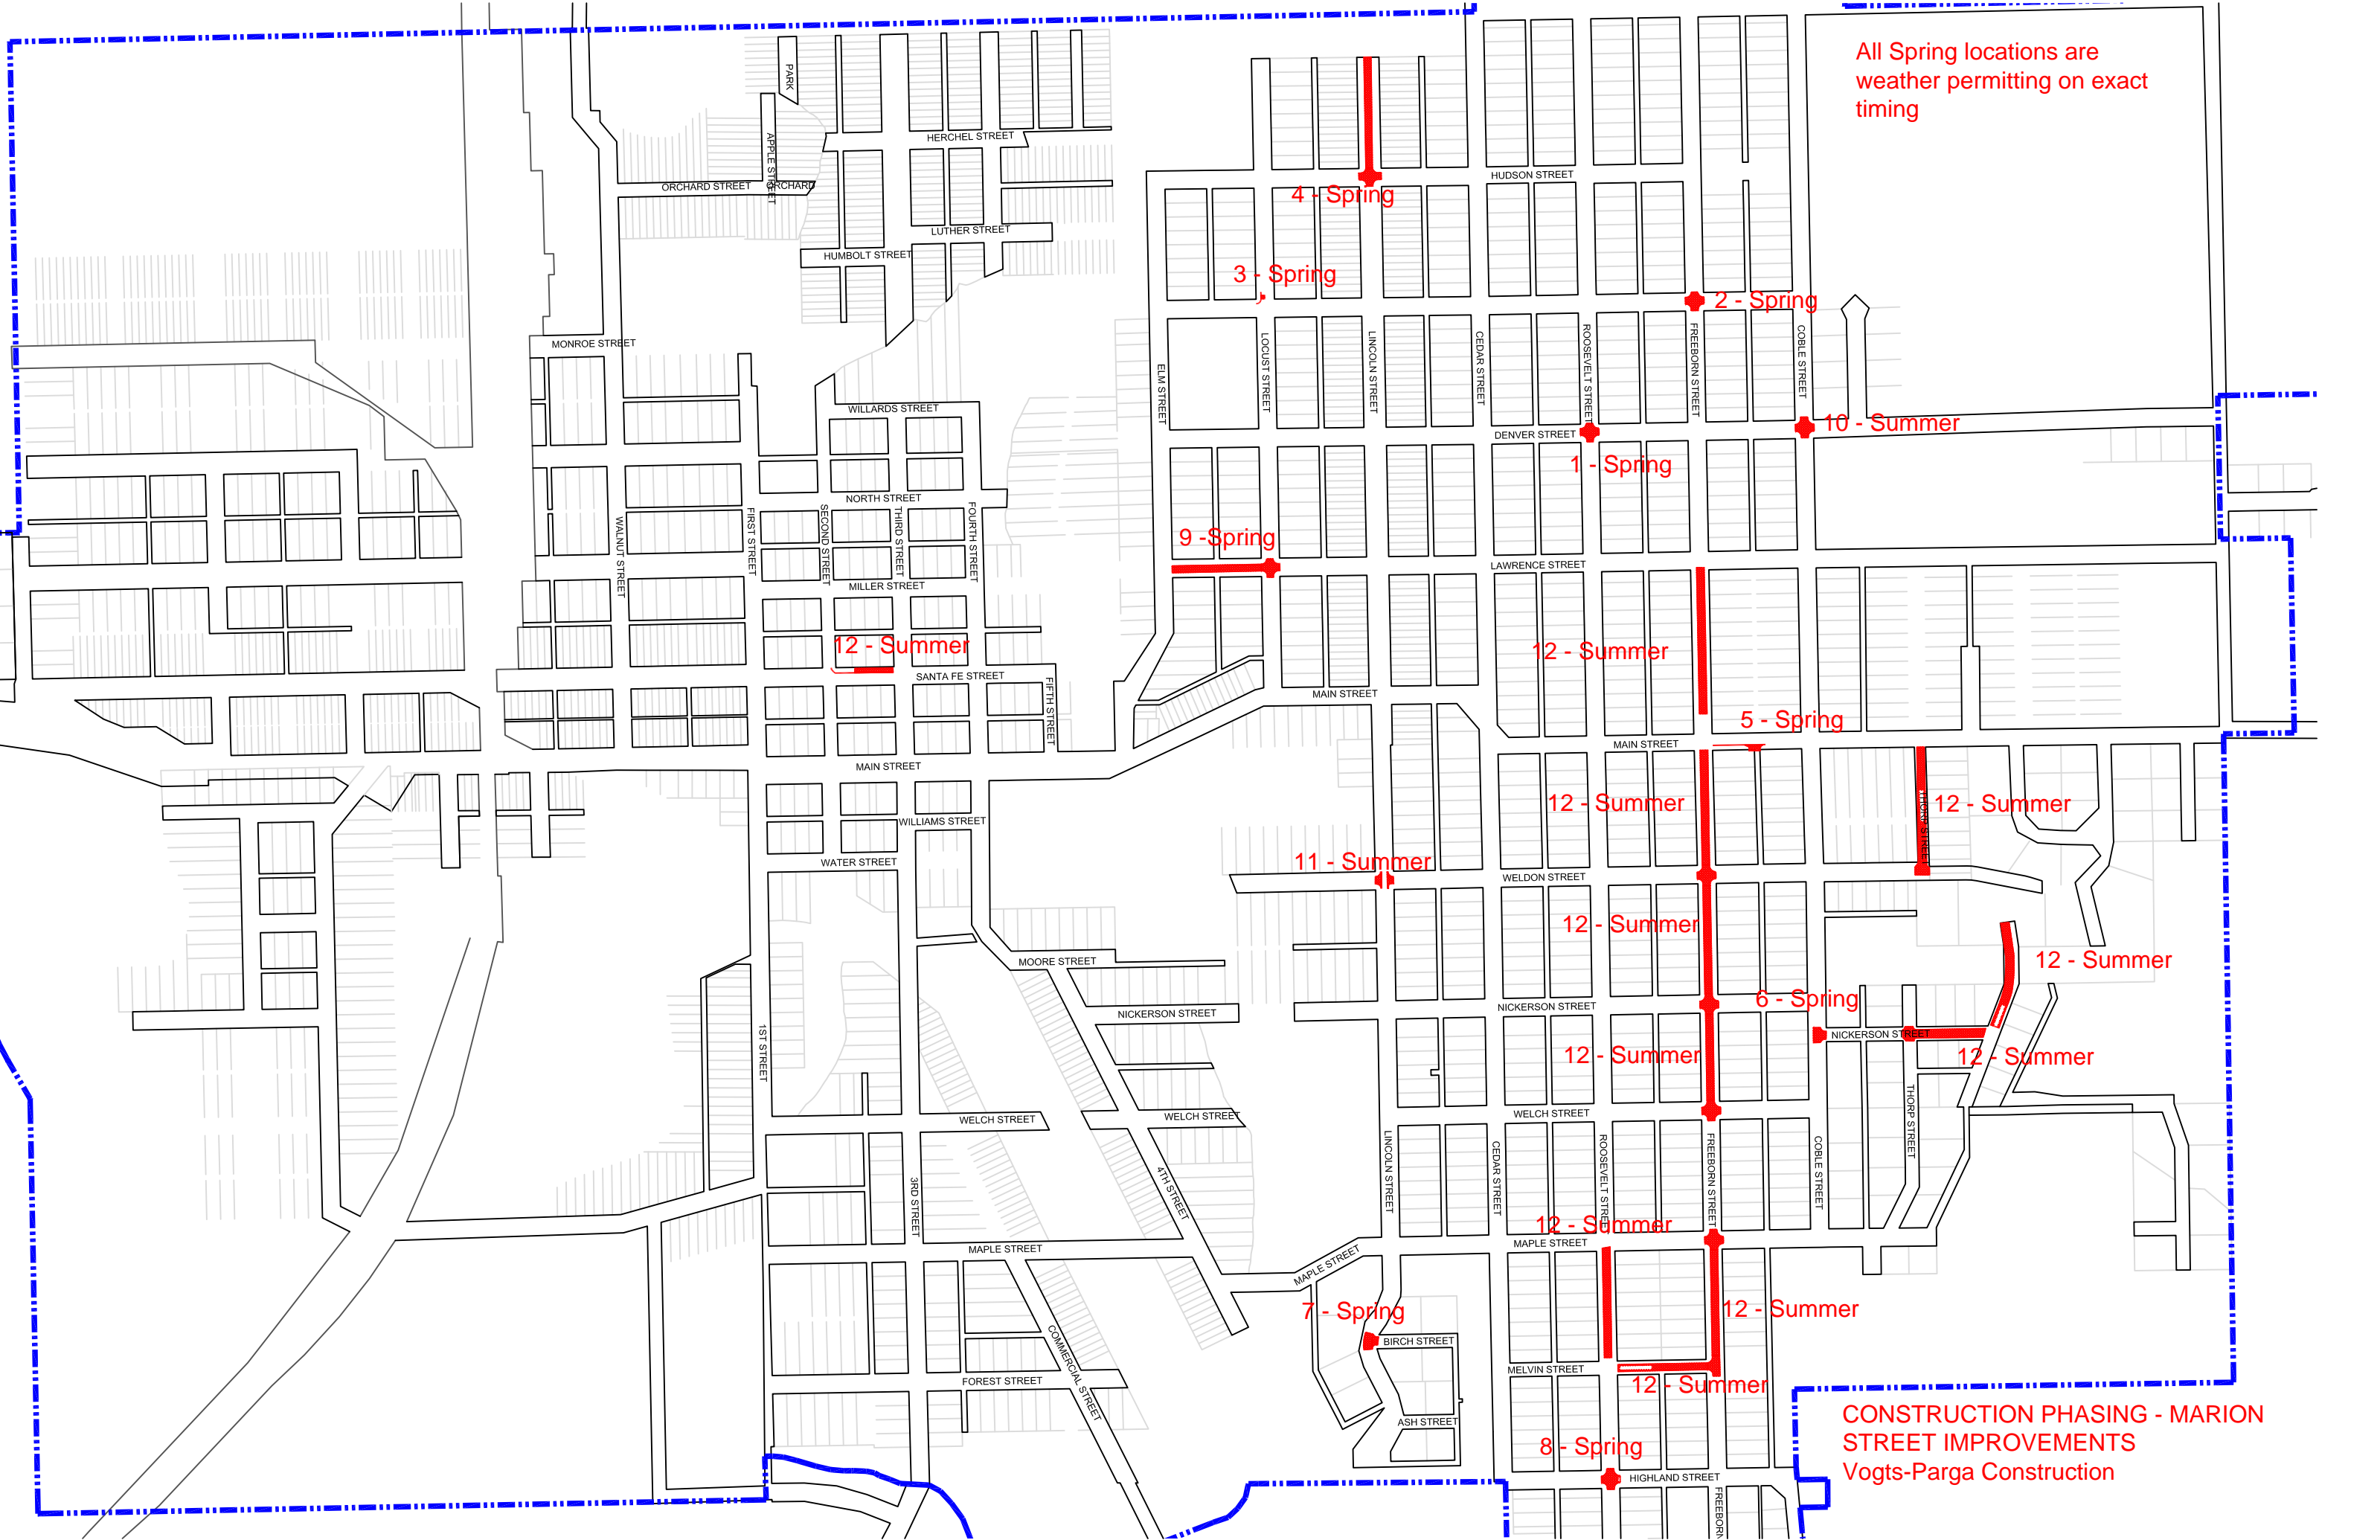 All Spring locations are
weather permitting on exact
timing
PARK
APPLE STREET
HERCHEL STREET
ORCHARD STREET
ORCHARD
HUDSON STREET
4 - Spring
LUTHER STREET
HUMBOLT STREET
3 - Spring
2 - Spring
MONROE STREET
ELM STREET
LOCUST STREET
LINCOLN STREET
CEDAR STREET
ROOSEVELT STREET
FREEBORN STREET
COBLE STREET
WILLARDS STREET
DENVER STREET
10 - Summer
1 - Spring
NORTH STREET
WALNUT STREET
FIRST STREET
SECOND STREET
THIRD STREET
FOURTH STREET
9 -Spring
LAWRENCE STREET
MILLER STREET
12 - Summer
12 - Summer
SANTA FE STREET
FIFTH STREET
MAIN STREET
5 - Spring
MAIN STREET
MAIN STREET
12 - Summer
THORP STREET
12 - Summer
WILLIAMS STREET
WATER STREET
11 - Summer
WELDON STREET
12 - Summer
MOORE STREET
12 - Summer
6 - Spring
NICKERSON STREET
NICKERSON STREET
NICKERSON STREET
1ST STREET
12 - Summer
12 - Summer
WELCH STREET
WELCH STREET
WELCH STREET
THORP STREET
3RD STREET
4TH STREET
LINCOLN STREET
CEDAR STREET
ROOSEVELT STREET
FREEBORN STREET
COBLE STREET
12 - Summer
MAPLE STREET
MAPLE STREET
MAPLE STREET
7 - Spring
12 - Summer
BIRCH STREET
COMMERCIAL STREET
MELVIN STREET
FOREST STREET
12 - Summer
ASH STREET
8 - Spring
HIGHLAND STREET
FREEBORN
CONSTRUCTION PHASING - MARION
STREET IMPROVEMENTS
Vogts-Parga Construction